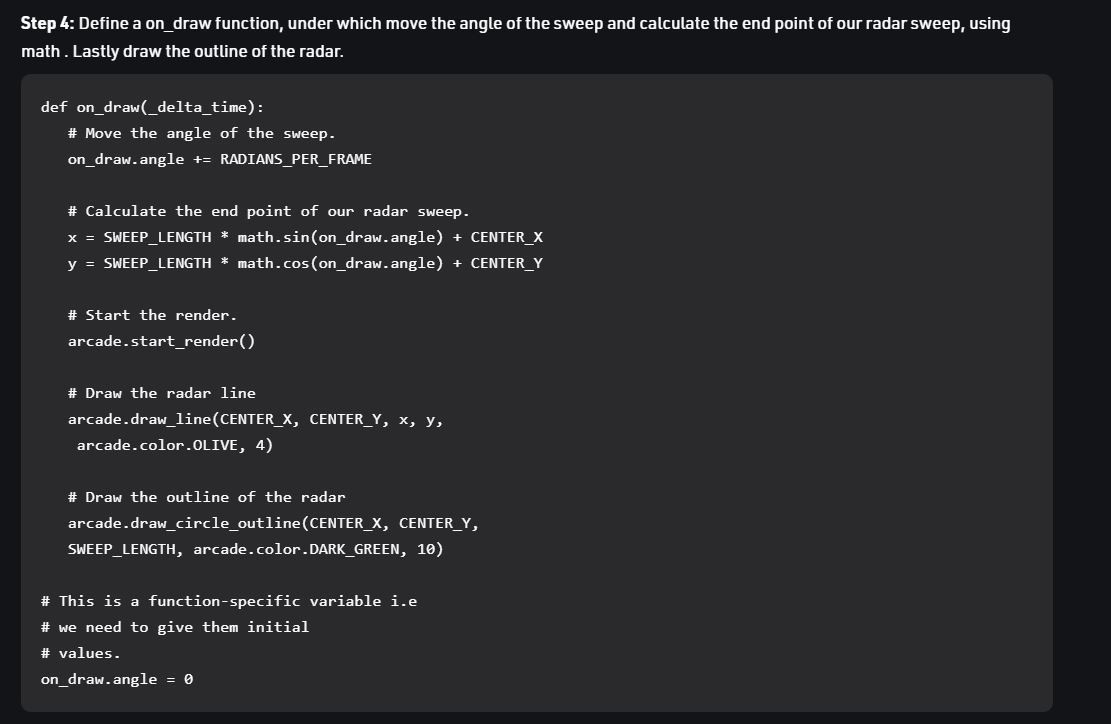 Step 4: Define a on_draw function, under which move the angle of the sweep and calculate the end point of our radar sweep, using
math . Lastly draw the outline of the radar.
def on_draw(_delta_time):
   # Move the angle of the sweep.
   on_draw.angle += RADIANS_PER_FRAME

   # Calculate the end point of our radar sweep.
   x = SWEEP_LENGTH * math.sin(on_draw.angle) + CENTER_X
   y = SWEEP_LENGTH * math.cos(on_draw.angle) + CENTER_Y

   # Start the render.
   arcade.start_render()

   # Draw the radar line
   arcade.draw_line(CENTER_X, CENTER_Y, x, y,
    arcade.color.OLIVE, 4)

   # Draw the outline of the radar
   arcade.draw_circle_outline(CENTER_X, CENTER_Y,
   SWEEP_LENGTH, arcade.color.DARK_GREEN, 10)

# This is a function-specific variable i.e
# we need to give them initial
# values.
on_draw.angle = 0